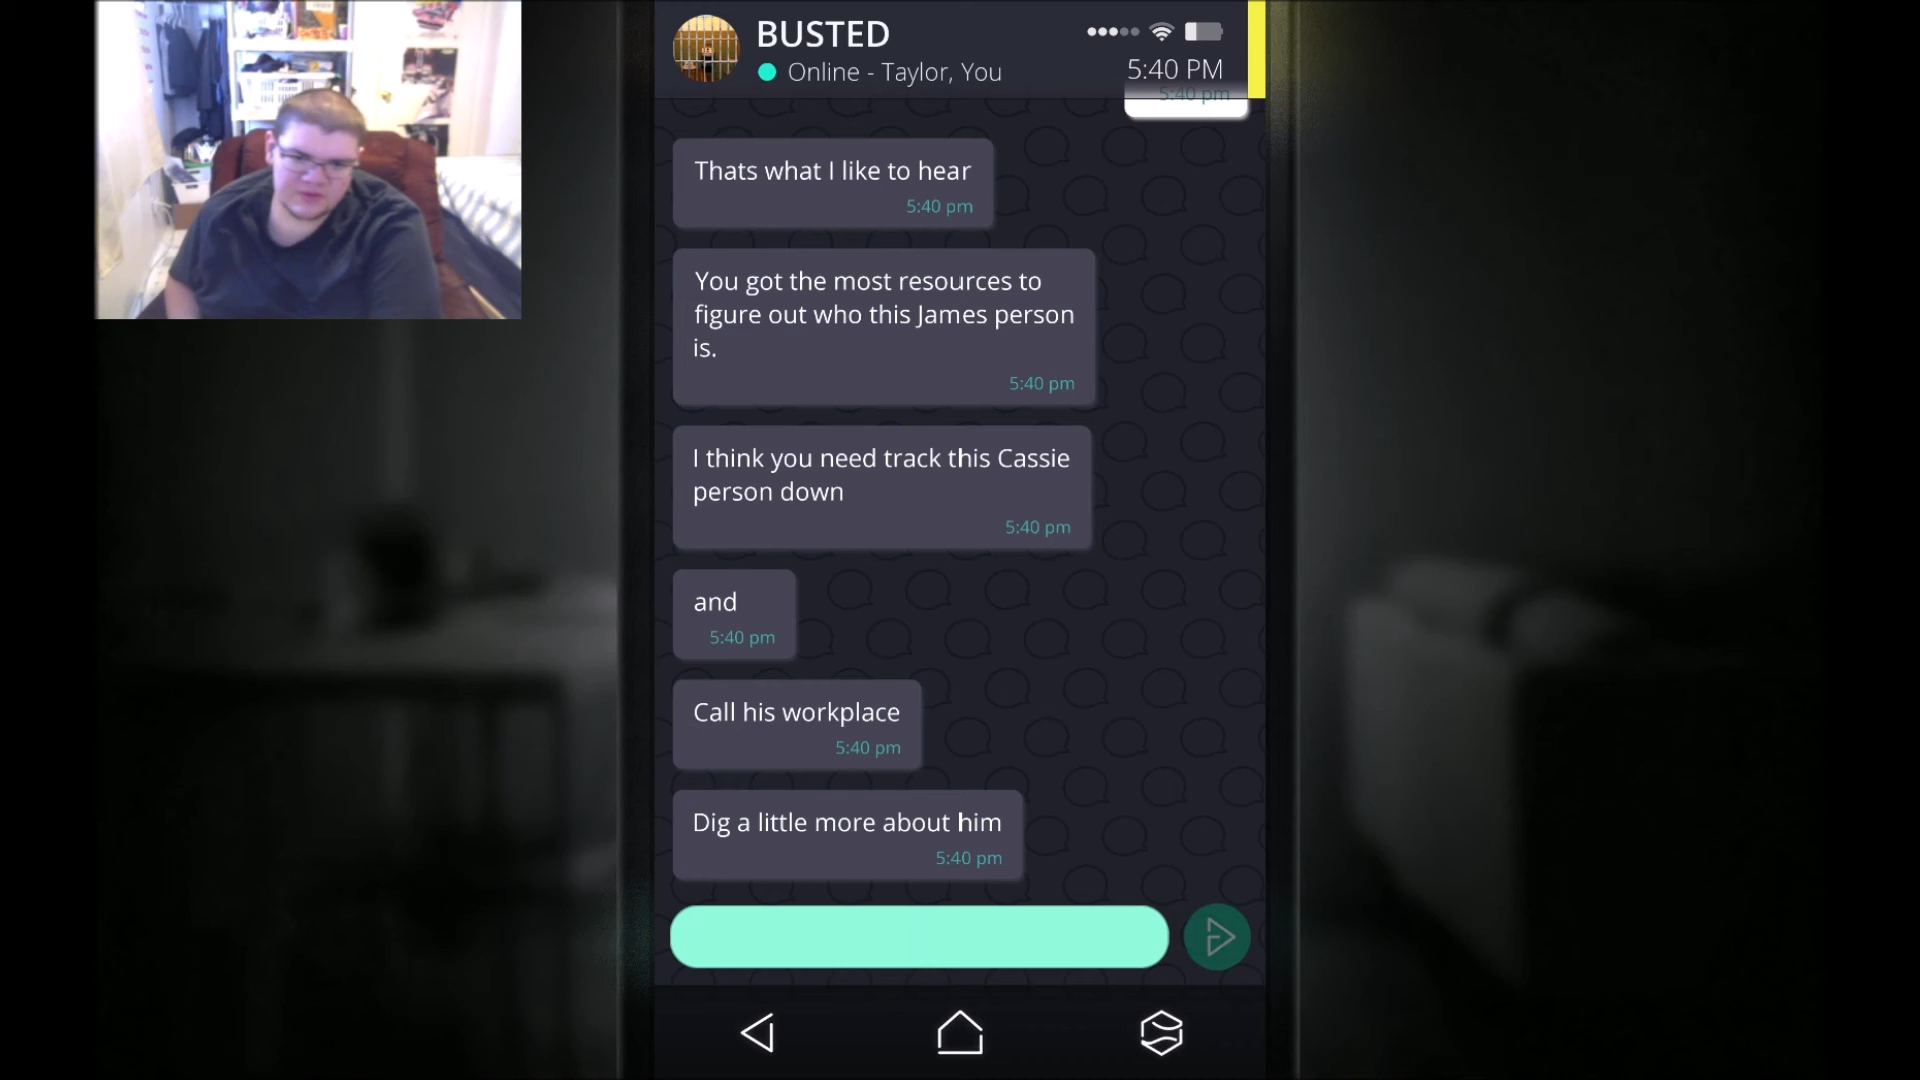 BUSTED
Online - Taylor, You
5:40 PM
5:40 pm
Thats what I like to hear
5:40 pm
You got the most resources to
figure out who this James person
is.
5:40 pm
I think you need track this Cassie
person down
5:40 pm
and
5:40 pm
Call his workplace
5:40 pm
Dig a little more about him
5:40 pm